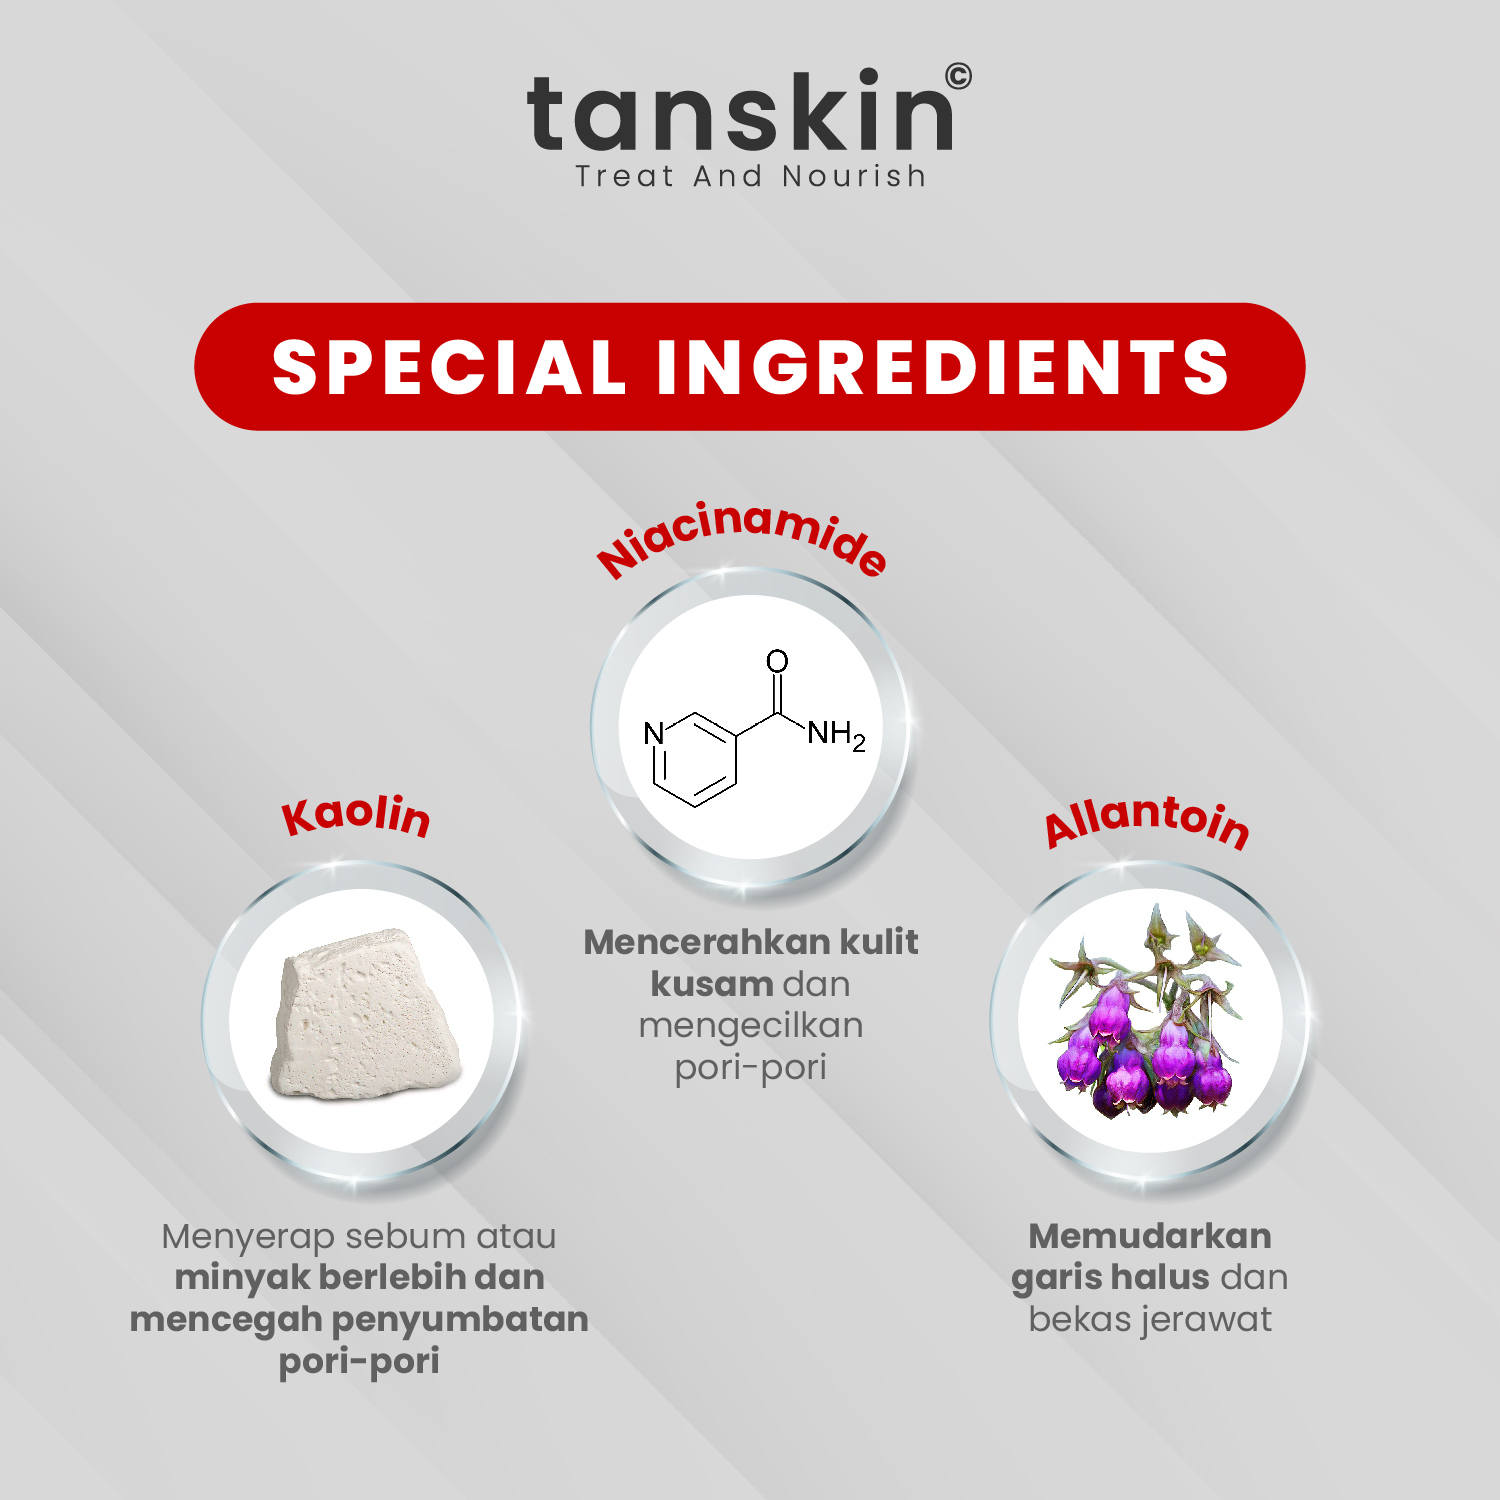 tanskin©
Treat And Nourish
SPECIAL INGREDIENTS
Niacinamide
O
N
NH₂
Mencerahkan kulit
kusam dan
mengecilkan
pori-pori
Kaolin
Menyerap sebum atau
minyak berlebih dan
mencegah penyumbatan
pori-pori
Allantoin
Memudarkan
garis halus dan
bekas jerawat